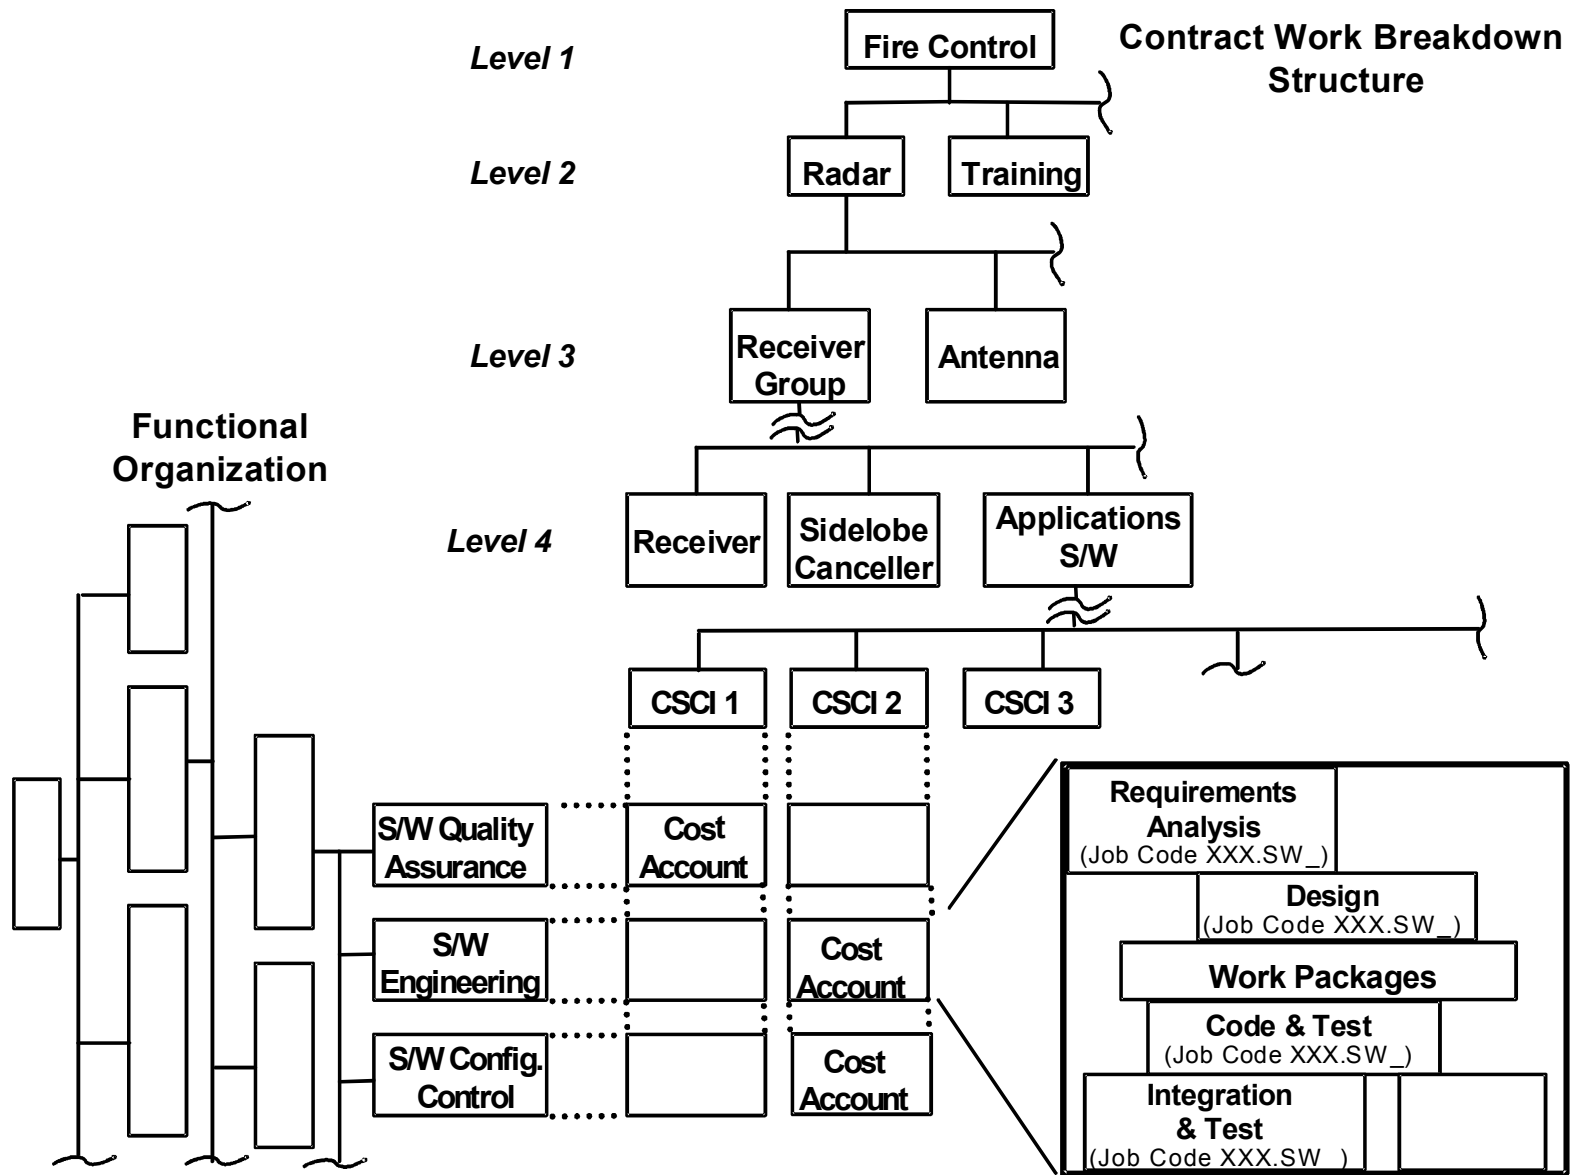 Contract Work Breakdown
Structure
Level 1
Fire Control
Level 2
Radar
Training
Level 3
Receiver
Group
Antenna
Functional
Organization
Level 4
Receiver
Sidelobe
Canceller
Applications
S/W
CSCI 1
CSCI 2
CSCI 3
S/W Quality
Assurance
Cost
Account
S/W
Engineering
Cost
Account
S/W Config.
Control
Cost
Account
Requirements
Analysis
(Job Code XXX.SW_)
Design
(Job Code XXX.SW_)
Work Packages
Code & Test
(Job Code XXX.SW_)
Integration
& Test
(Job Code XXX.SW_)